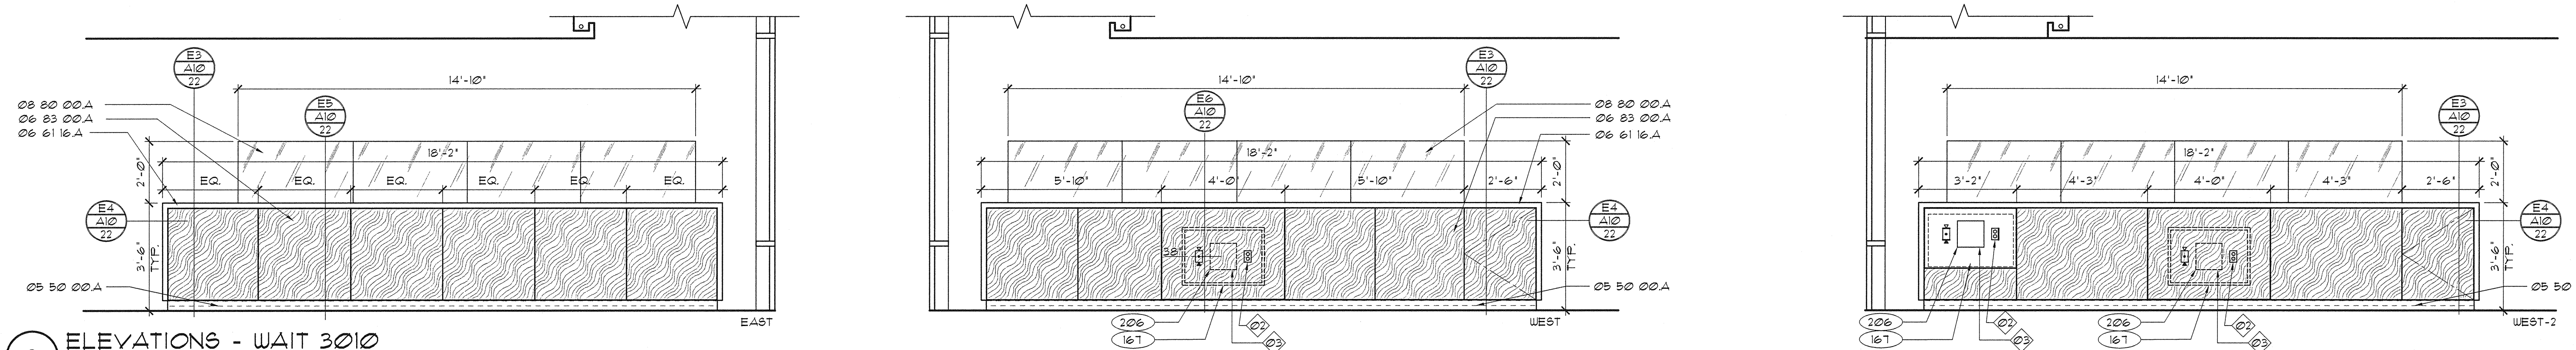 E3
A10
22
14'-10"
E5
A10
22
08 80 00.A
06 83 00.A
06 61 16.A
2'-0"
18'-2"
EQ. EQ. EQ. EQ. EQ. EQ.
E4
A10
22
3'-6"
TYP.
05 50 00.A
EAST
ELEVATIONS - WAIT 3010
E3
A10
22
14'-10"
E6
A10
22
08 80 00.A
06 83 00.A
06 61 16.A
18'-2"
5'-10" 4'-0" 5'-10" 2'-6"
2'-0"
E4
A10
22
3'-6"
TYP.
05 50 00.A
206
167
02
03
WEST
14'-10"
E3
A10
22
18'-2"
3'-2" 4'-3" 4'-0" 4'-3" 2'-6"
2'-0"
E4
A10
22
3'-6"
TYP.
05 50
206
167
02
03
206
167
02
03
WEST-2